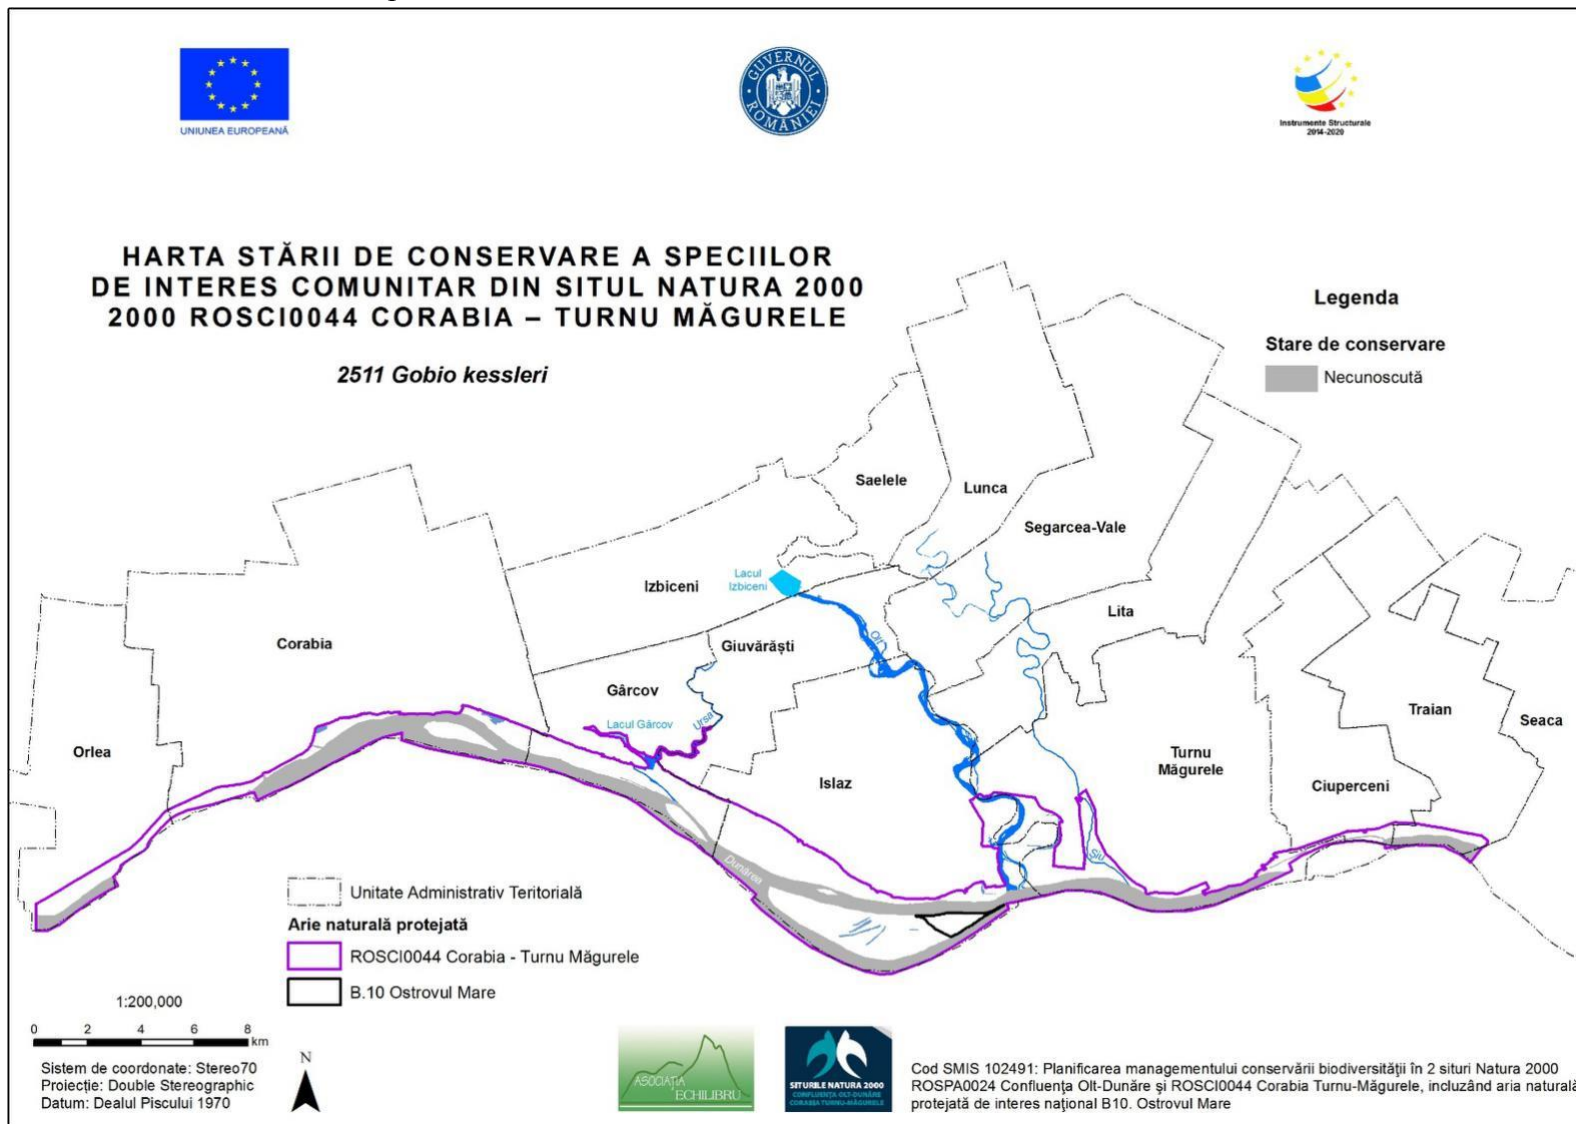 UNIUNEA EUROPEANĂ
GUVERNUL ROMÂNIEI
Instrumente Structurale
2014-2020
HARTA STĂRII DE CONSERVARE A SPECIILOR
DE INTERES COMUNITAR DIN SITUL NATURA 2000
2000 ROSCI0044 CORABIA – TURNU MĂGURELE
2511 Gobio kessleri
Legenda
Stare de conservare
Necunoscută
Saelele
Lunca
Segarcea-Vale
Lacul
Izbiceni
Izbiceni
Lita
Olt
Corabia
Giuvărăști
Gârcov
Lacul Gârcov
Ursa
Traian
Seaca
Orlea
Turnu
Măgurele
Islaz
Ciuperceni
Siu
Dunărea
Unitate Administrativ Teritorială
Arie naturală protejată
ROSCI0044 Corabia - Turnu Măgurele
B.10 Ostrovul Mare
1:200,000
0 2 4 6 8
km
N
Sistem de coordonate: Stereo70
Proiecție: Double Stereographic
Datum: Dealul Piscului 1970
ASOCIAȚIA
ECHILIBRU
SITURILE NATURA 2000
CONFLUENȚA OLT-DUNĂRE
CORABIA TURNU-MĂGURELE
Cod SMIS 102491: Planificarea managementului conservării biodiversităţii în 2 situri Natura 2000
ROSPA0024 Confluenţa Olt-Dunăre şi ROSCI0044 Corabia Turnu-Măgurele, incluzând aria naturală
protejată de interes naţional B10. Ostrovul Mare